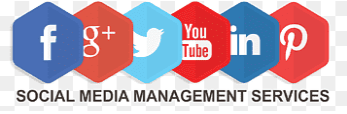 f g+ You in p
Tube
SOCIAL MEDIA MANAGEMENT SERVICES